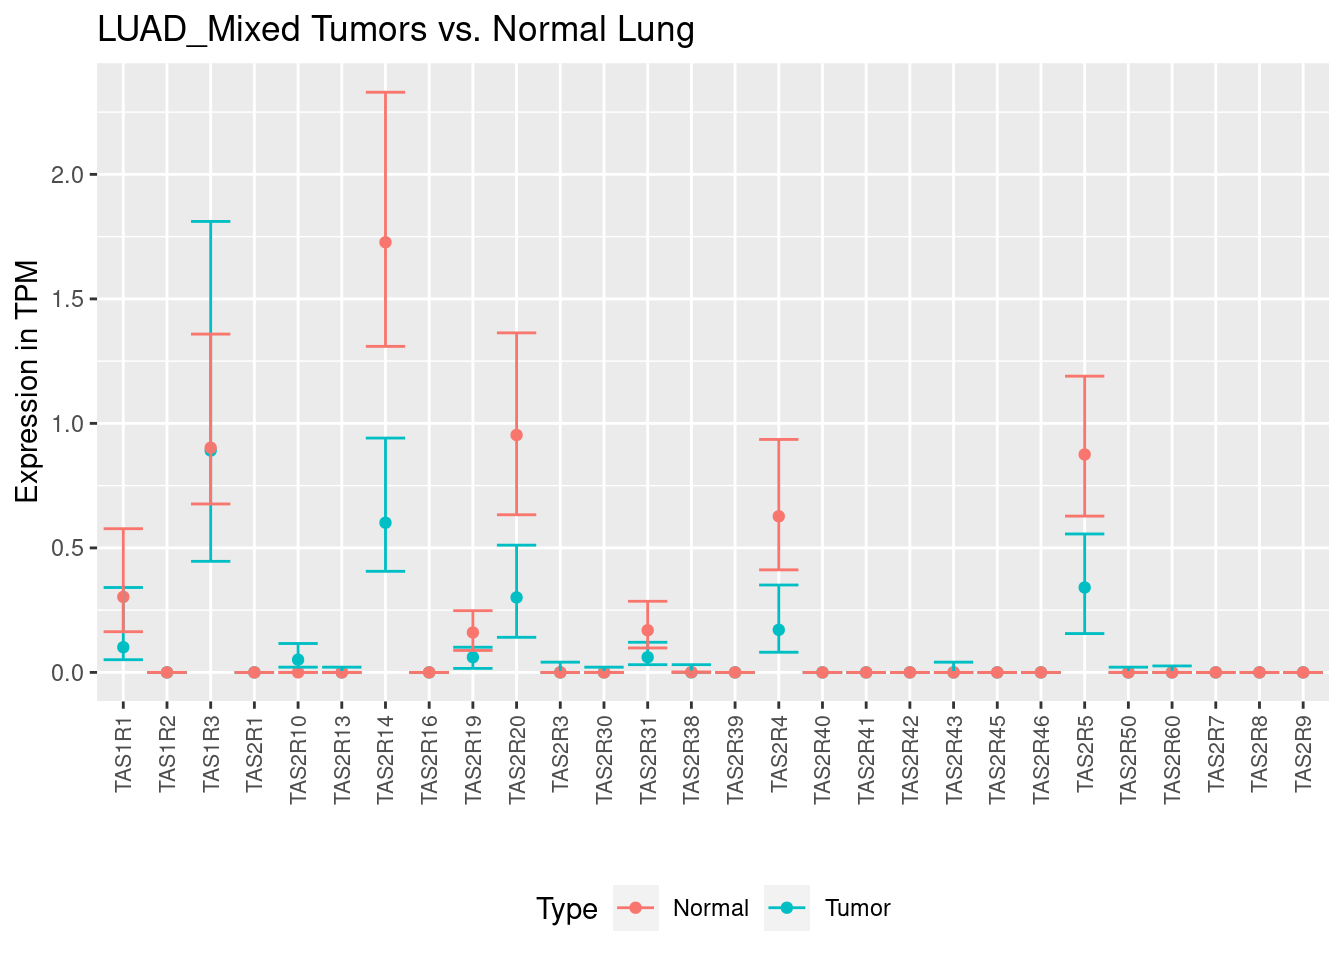 LUAD_Mixed Tumors vs. Normal Lung
Expression in TPM
2.0
1.5
1.0
0.5
0.0
TAS1R1
TAS1R2
TAS1R3
TAS2R1
TAS2R10
TAS2R13
TAS2R14
TAS2R16
TAS2R19
TAS2R20
TAS2R3
TAS2R30
TAS2R31
TAS2R38
TAS2R39
TAS2R4
TAS2R40
TAS2R41
TAS2R42
TAS2R43
TAS2R45
TAS2R46
TAS2R5
TAS2R50
TAS2R60
TAS2R7
TAS2R8
TAS2R9
Type Normal Tumor